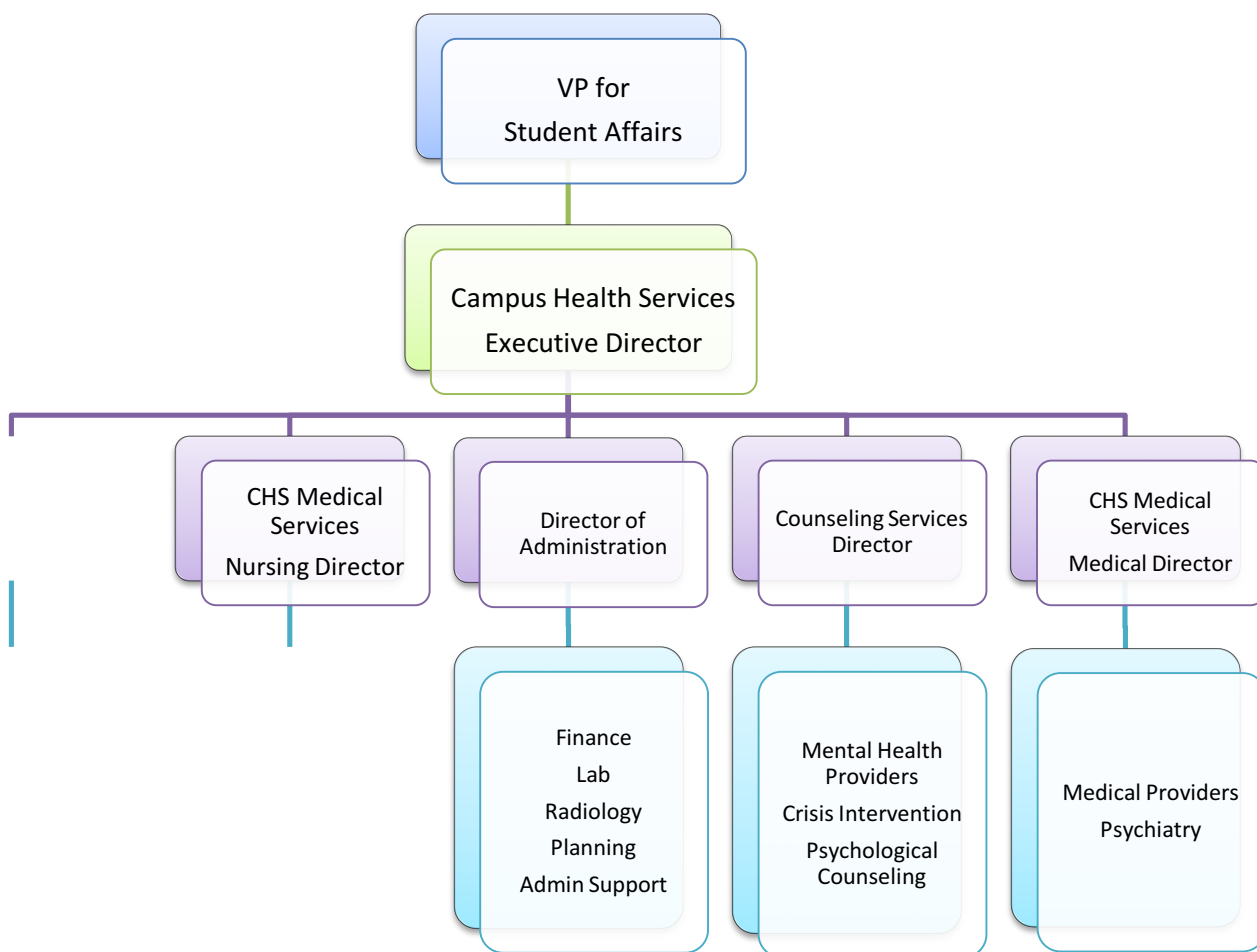 VP for
Student Affairs
Campus Health Services
Executive Director
CHS Medical
Services
Nursing Director
Director of
Administration
Counseling Services
Director
CHS Medical
Services
Medical Director
Finance
Lab
Radiology
Planning
Admin Support
Mental Health
Providers
Crisis Intervention
Psychological
Counseling
Medical Providers
Psychiatry